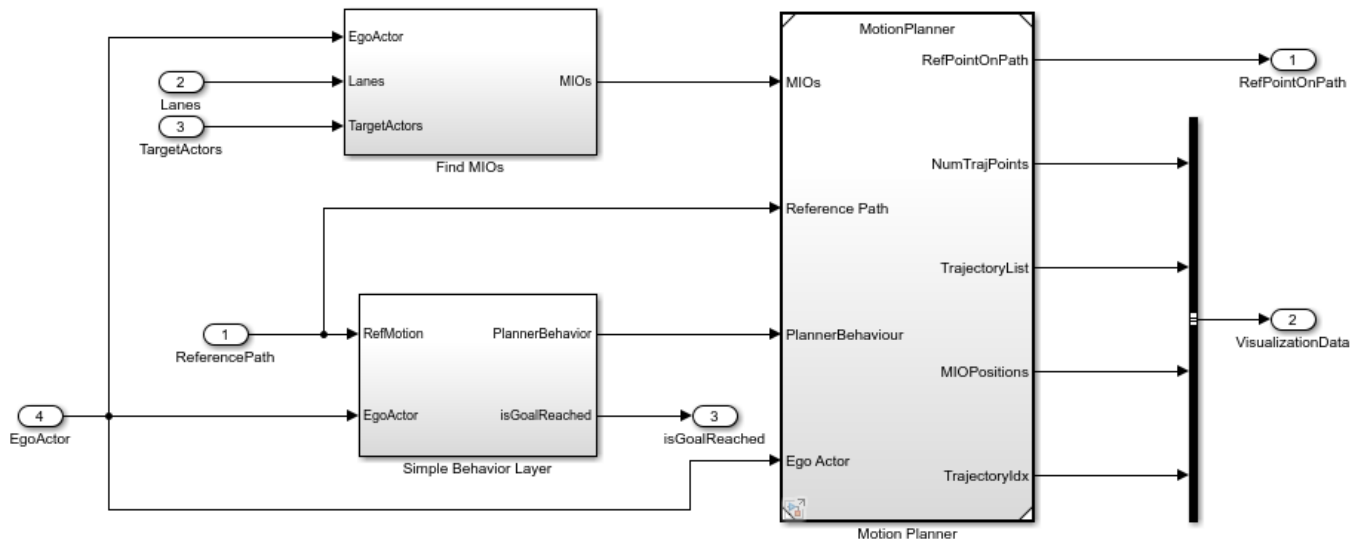 EgoActor
Lanes
TargetActors
MIOs
Find MIOs
2
Lanes
3
TargetActors
MotionPlanner
MIOs
Reference Path
PlannerBehaviour
Ego Actor
RefPointOnPath
NumTrajPoints
TrajectoryList
MIOPositions
TrajectoryIdx
Motion Planner
1
RefPointOnPath
1
ReferencePath
RefMotion
EgoActor
PlannerBehavior
isGoalReached
Simple Behavior Layer
2
VisualizationData
4
EgoActor
3
isGoalReached